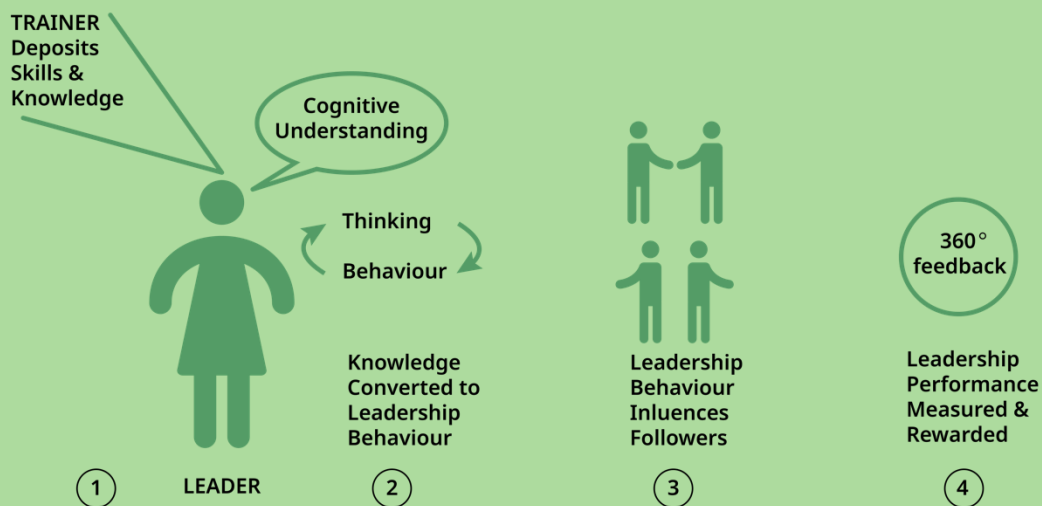 TRAINER
Deposits
Skills &
Knowledge
Cognitive
Understanding
Thinking
Behaviour
Knowledge
Converted to
Leadership
Behaviour
Leadership
Behaviour
Inluences
Followers
360°
feedback
Leadership
Performance
Measured &
Rewarded
1
LEADER
2
3
4